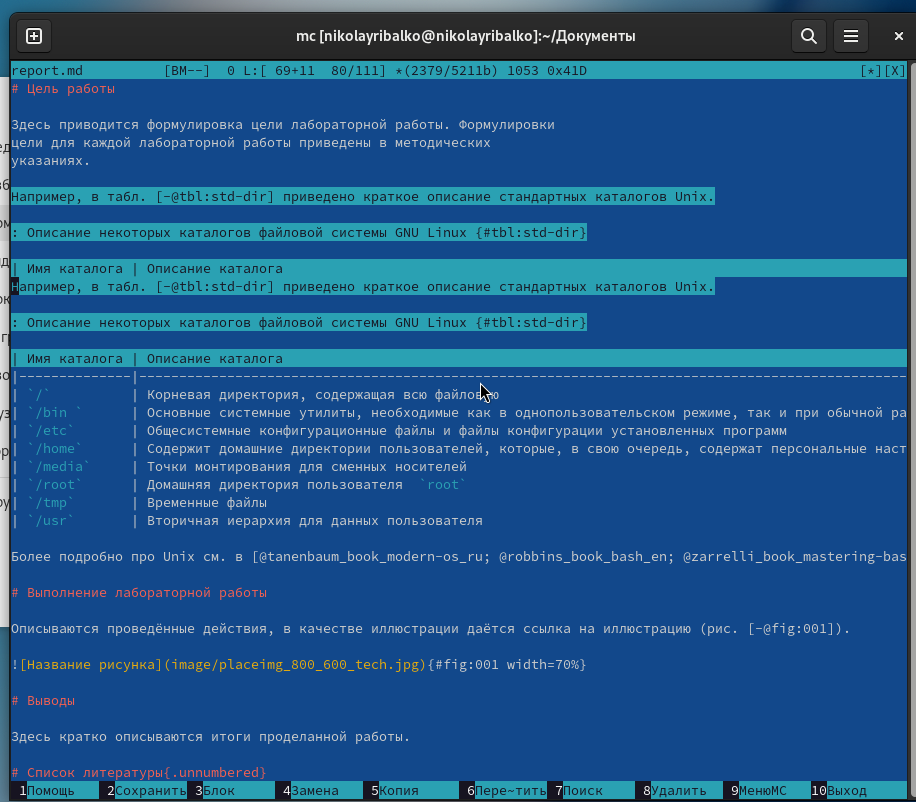 mc [nikolayribalko@nikolayribalko]:~/Документы
report.md [BM--] 0 L:[ 69+11 80/111] *(2379/5211b) 1053 0x41D [*][X]
# Цель работы
Здесь приводится формулировка цели лабораторной работы. Формулировки
цели для каждой лабораторной работы приведены в методических
указаниях.
Например, в табл. [-@tbl:std-dir] приведено краткое описание стандартных каталогов Unix.
: Описание некоторых каталогов файловой системы GNU Linux {#tbl:std-dir}
| Имя каталога | Описание каталога
Например, в табл. [-@tbl:std-dir] приведено краткое описание стандартных каталогов Unix.
: Описание некоторых каталогов файловой системы GNU Linux {#tbl:std-dir}
| Имя каталога | Описание каталога
|--------------|------------------------------------------------------------------------------------------------
| `/` | Корневая директория, содержащая всю файловую
| `/bin ` | Основные системные утилиты, необходимые как в однопользовательском режиме, так и при обычной ра
| `/etc` | Общесистемные конфигурационные файлы и файлы конфигурации установленных программ
| `/home` | Содержит домашние директории пользователей, которые, в свою очередь, содержат персональные наст
| `/media` | Точки монтирования для сменных носителей
| `/root` | Домашняя директория пользователя `root`
| `/tmp` | Временные файлы
| `/usr` | Вторичная иерархия для данных пользователя
Более подробно про Unix см. в [@tanenbaum_book_modern-os_ru; @robbins_book_bash_en; @zarrelli_book_mastering-bas
# Выполнение лабораторной работы
Описываются проведённые действия, в качестве иллюстрации даётся ссылка на иллюстрацию (рис. [-@fig:001]).
![Название рисунка](image/placeimg_800_600_tech.jpg){#fig:001 width=70%}
# Выводы
Здесь кратко описываются итоги проделанной работы.
# Список литературы{.unnumbered}
1Помощь 2Сохранить 3Блок 4Замена 5Копия 6Пере~тить 7Поиск 8Удалить 9МенюМС 10Выход